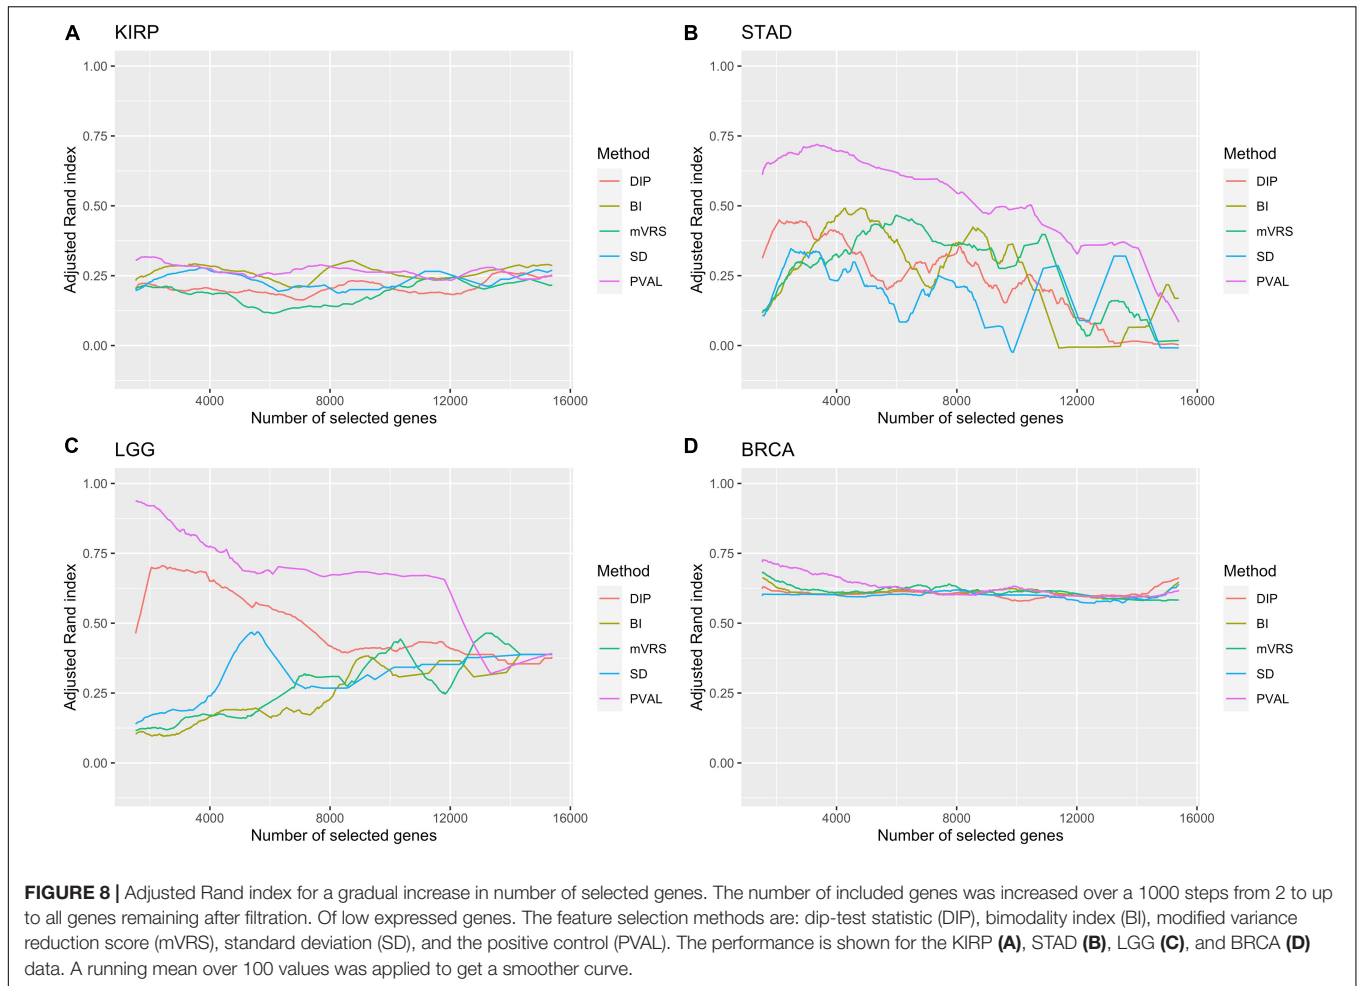 A KIRP
1.00
0.75
0.50
0.25
0.00
Adjusted Rand index
4000 8000 12000 16000
Number of selected genes
Method
DIP
BI
mVRS
SD
PVAL
B STAD
1.00
0.75
0.50
0.25
0.00
Adjusted Rand index
4000 8000 12000 16000
Number of selected genes
Method
DIP
BI
mVRS
SD
PVAL
C LGG
1.00
0.75
0.50
0.25
0.00
Adjusted Rand index
4000 8000 12000 16000
Number of selected genes
Method
DIP
BI
mVRS
SD
PVAL
D BRCA
1.00
0.75
0.50
0.25
0.00
Adjusted Rand index
4000 8000 12000 16000
Number of selected genes
Method
DIP
BI
mVRS
SD
PVAL
FIGURE 8 | Adjusted Rand index for a gradual increase in number of selected genes. The number of included genes was increased over a 1000 steps from 2 to up
to all genes remaining after filtration. Of low expressed genes. The feature selection methods are: dip-test statistic (DIP), bimodality index (BI), modified variance
reduction score (mVRS), standard deviation (SD), and the positive control (PVAL). The performance is shown for the KIRP (A), STAD (B), LGG (C), and BRCA (D)
data. A running mean over 100 values was applied to get a smoother curve.